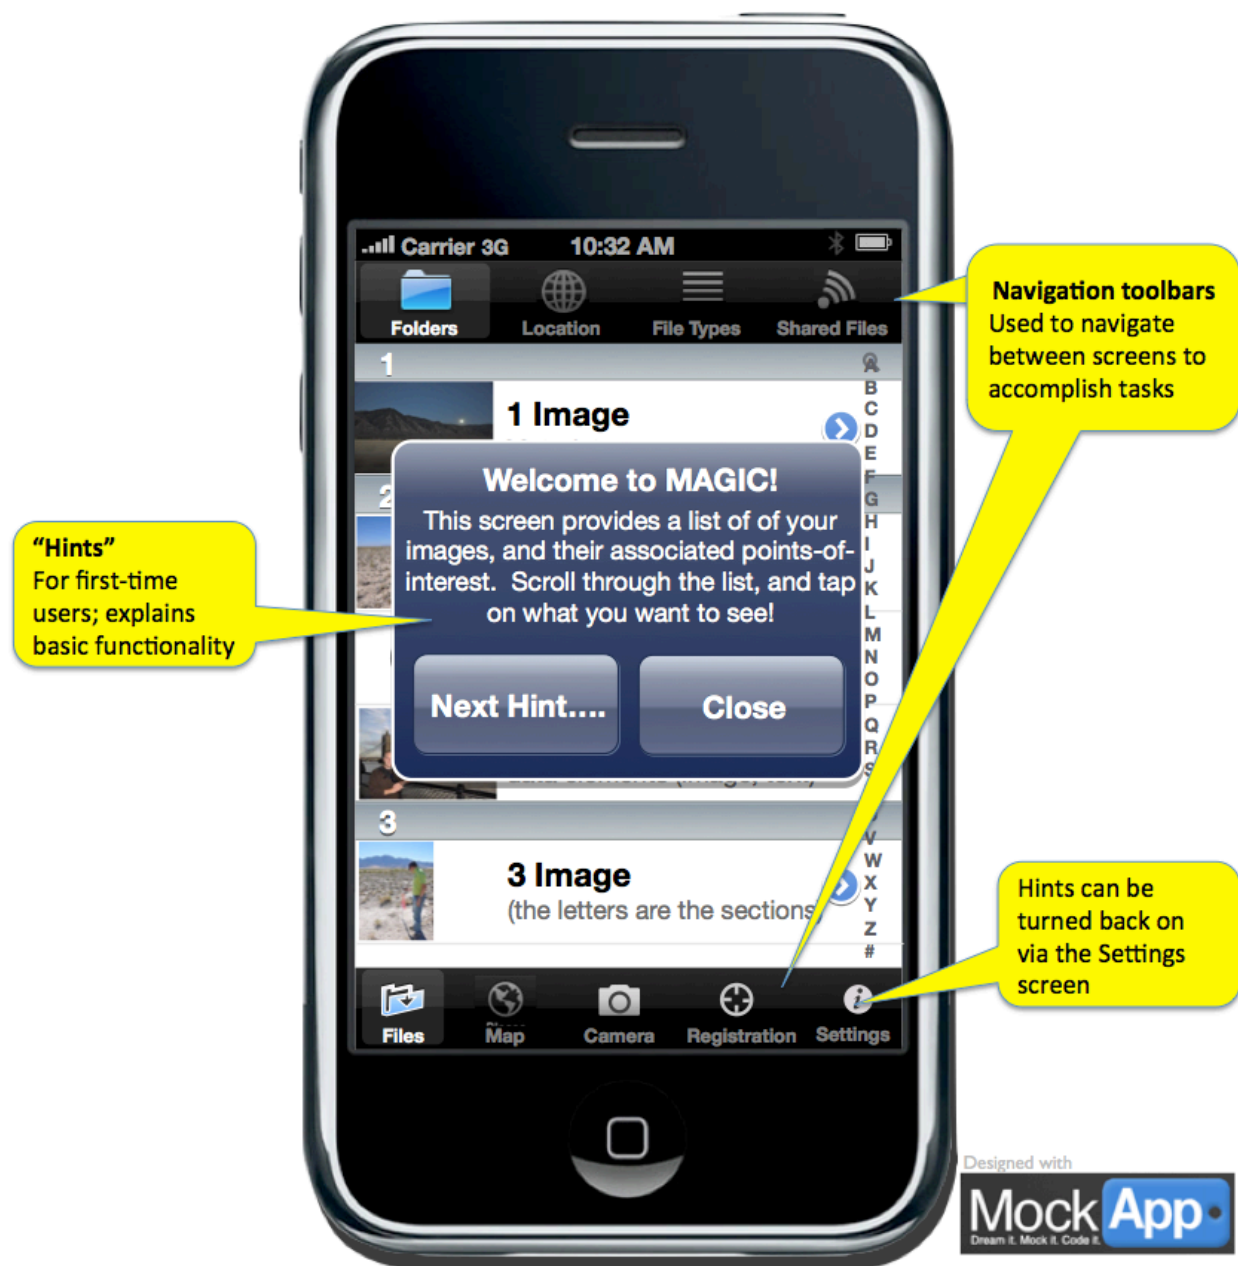 Carrier 3G 10:32 AM
Folders Location File Types Shared Files
1
A
B
C
D
E
F
G
H
I
J
K
L
M
N
O
P
Q
R
S
V
W
X
Y
Z
#
1 Image
2
Welcome to MAGIC!
This screen provides a list of of your
images, and their associated points-of-
interest. Scroll through the list, and tap
on what you want to see!
Next Hint.... Close
data elements (image, text)
3
3 Image
(the letters are the sections)
Files Map Camera Registration Settings
"Hints"
For first-time
users; explains
basic functionality
Navigation toolbars
Used to navigate
between screens to
accomplish tasks
Hints can be
turned back on
via the Settings
screen
Designed with
MockApp
Dream it. Mock it. Code it.